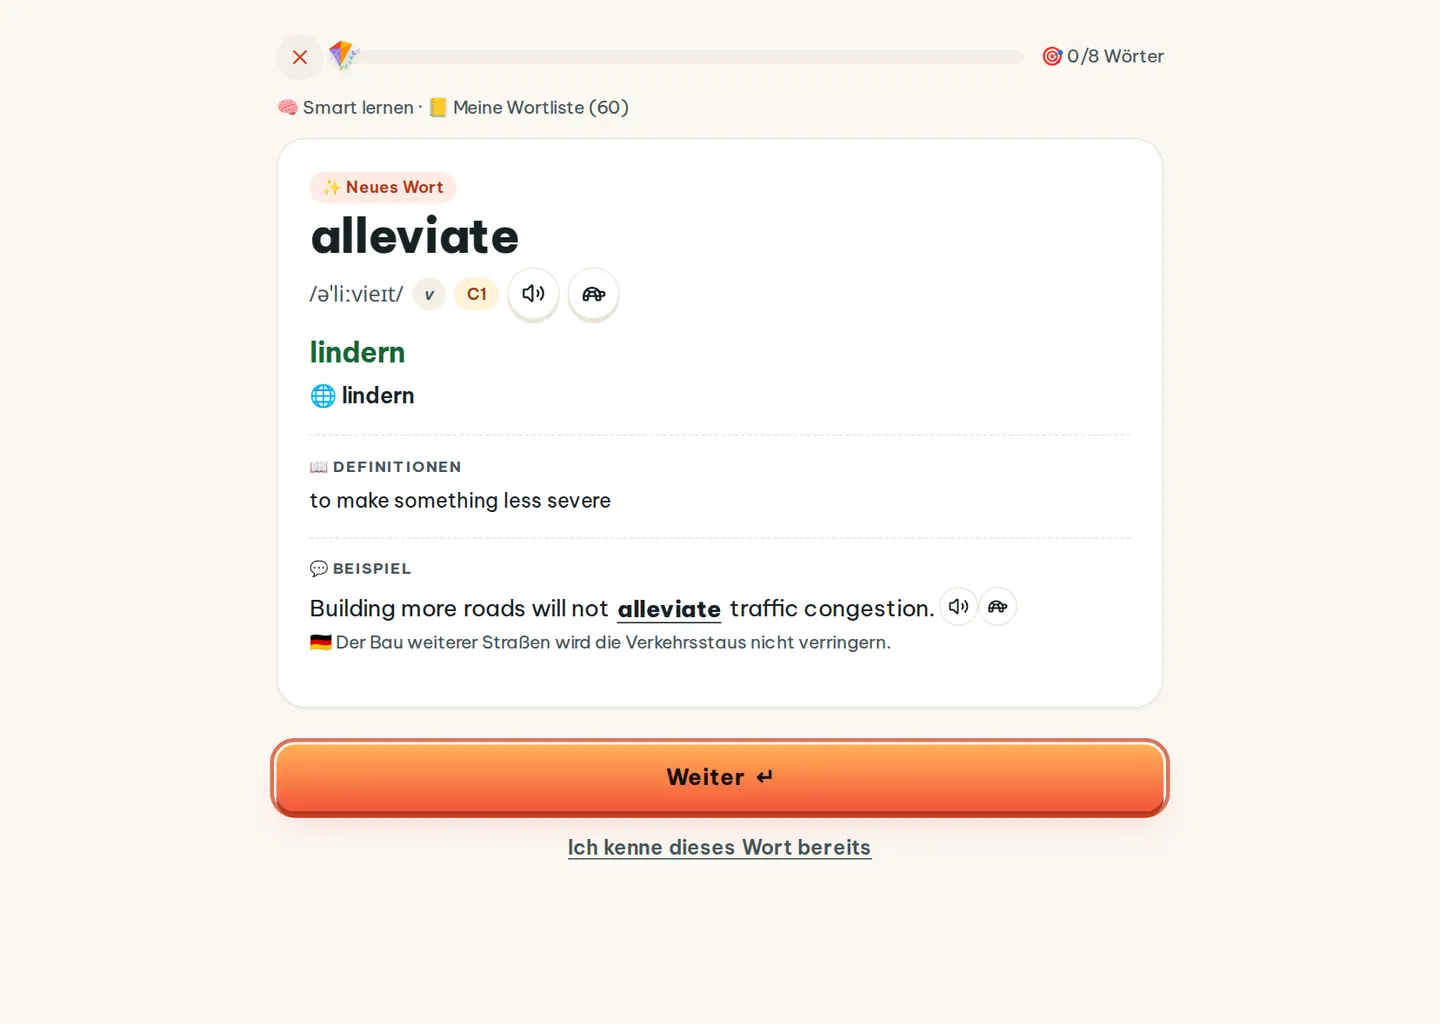 0/8 Wörter
Smart lernen · Meine Wortliste (60)
Neues Wort
alleviate
/əˈliːvieɪt/ v C1
lindern
lindern
DEFINITIONEN
to make something less severe
BEISPIEL
Building more roads will not alleviate traffic congestion.
Der Bau weiterer Straßen wird die Verkehrsstaus nicht verringern.
Weiter ↵
Ich kenne dieses Wort bereits